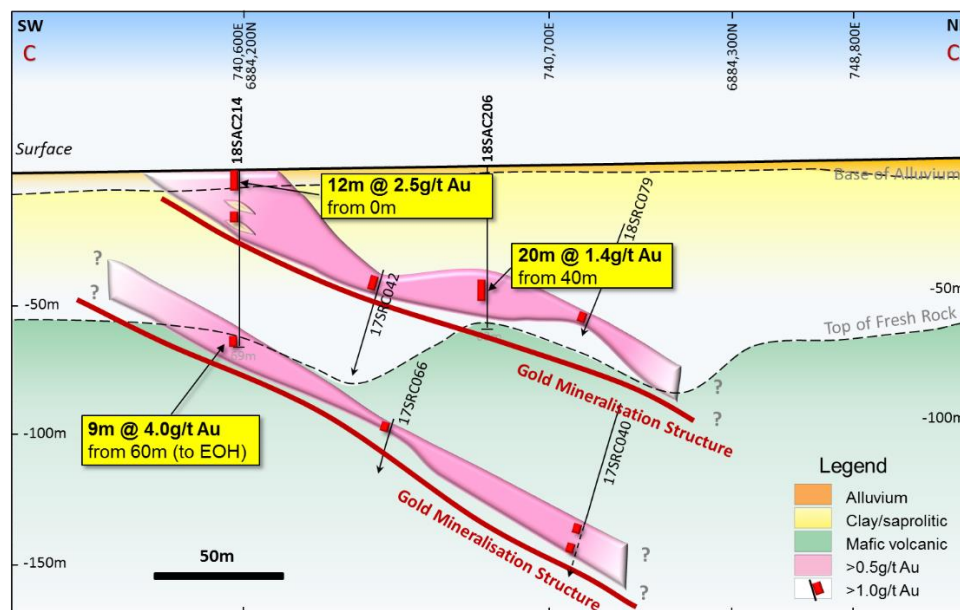 SW
C
740,600E
6884,200N
740,700E
6884,300N
748,800E
C
18SAC214
18SAC206
Surface
Base of Alluvium
12m @ 2.5g/t Au
from 0m
18SRC079
20m @ 1.4g/t Au
from 40m
17SRC042
?
?
-50m
Top of Fresh Rock
69m
17SRC066
Gold Mineralisation Structure
?
?
9m @ 4.0g/t Au
from 60m (to EOH)
-100m
-100m
17SRC040
Gold Mineralisation Structure
?
?
-150m
50m
Legend
Alluvium
Clay/saprolitic
Mafic volcanic
>0.5g/t Au
>1.0g/t Au